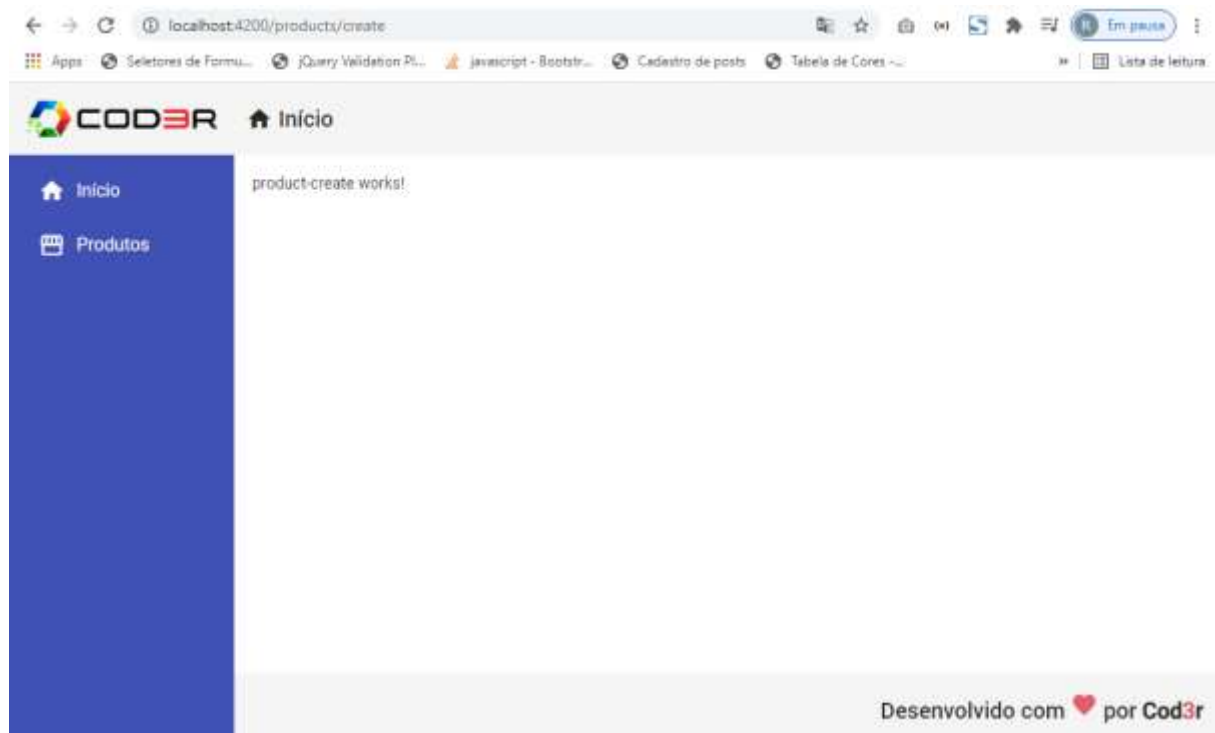 localhost:4200/products/create Em pausa
Apps Seletores de Formu... jQuery Validation Pl... javascript - Bootstr... Cadastro de posts Tabela de Cores -... » Lista de leitura
COD3R Início
Início product-create works!
Produtos
Desenvolvido com por Cod3r